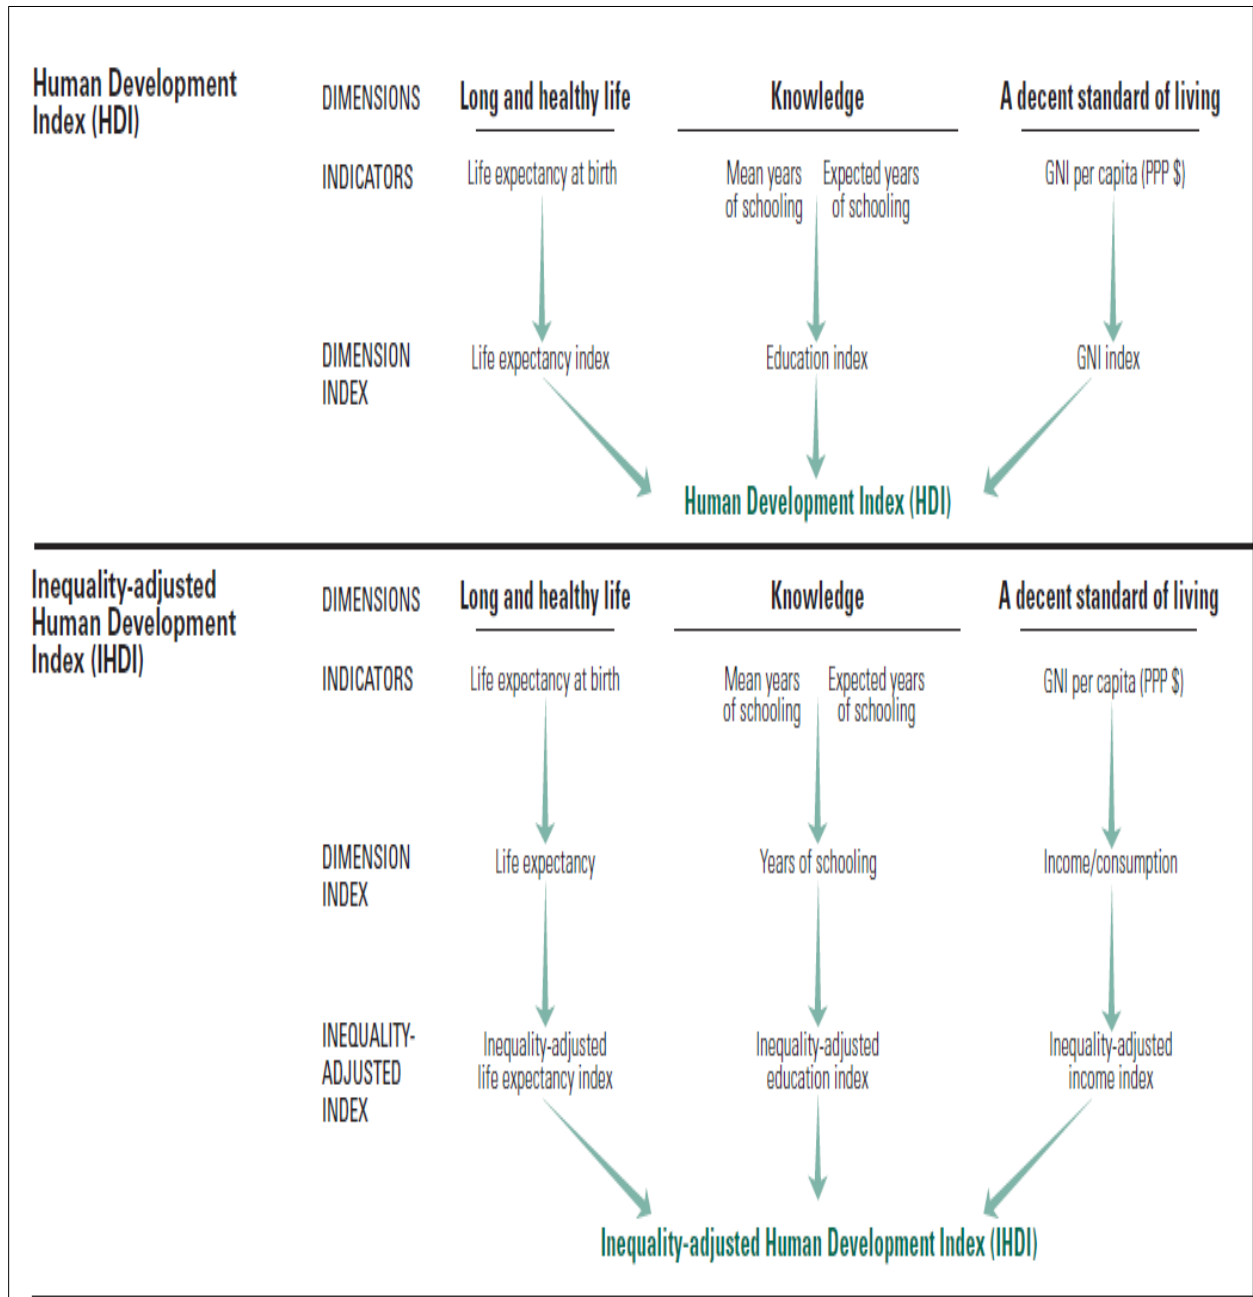 Human Development
Index (HDI)
DIMENSIONS
Long and healthy life
Knowledge
A decent standard of living
INDICATORS
Life expectancy at birth
Mean years
of schooling
Expected years
of schooling
GNI per capita (PPP $)
DIMENSION
INDEX
Life expectancy index
Education index
GNI index
Human Development Index (HDI)
Inequality-adjusted
Human Development
Index (IHDI)
DIMENSIONS
Long and healthy life
Knowledge
A decent standard of living
INDICATORS
Life expectancy at birth
Mean years
of schooling
Expected years
of schooling
GNI per capita (PPP $)
DIMENSION
INDEX
Life expectancy
Years of schooling
Income/consumption
INEQUALITY-
ADJUSTED
INDEX
Inequality-adjusted
life expectancy index
Inequality-adjusted
education index
Inequality-adjusted
income index
Inequality-adjusted Human Development Index (IHDI)